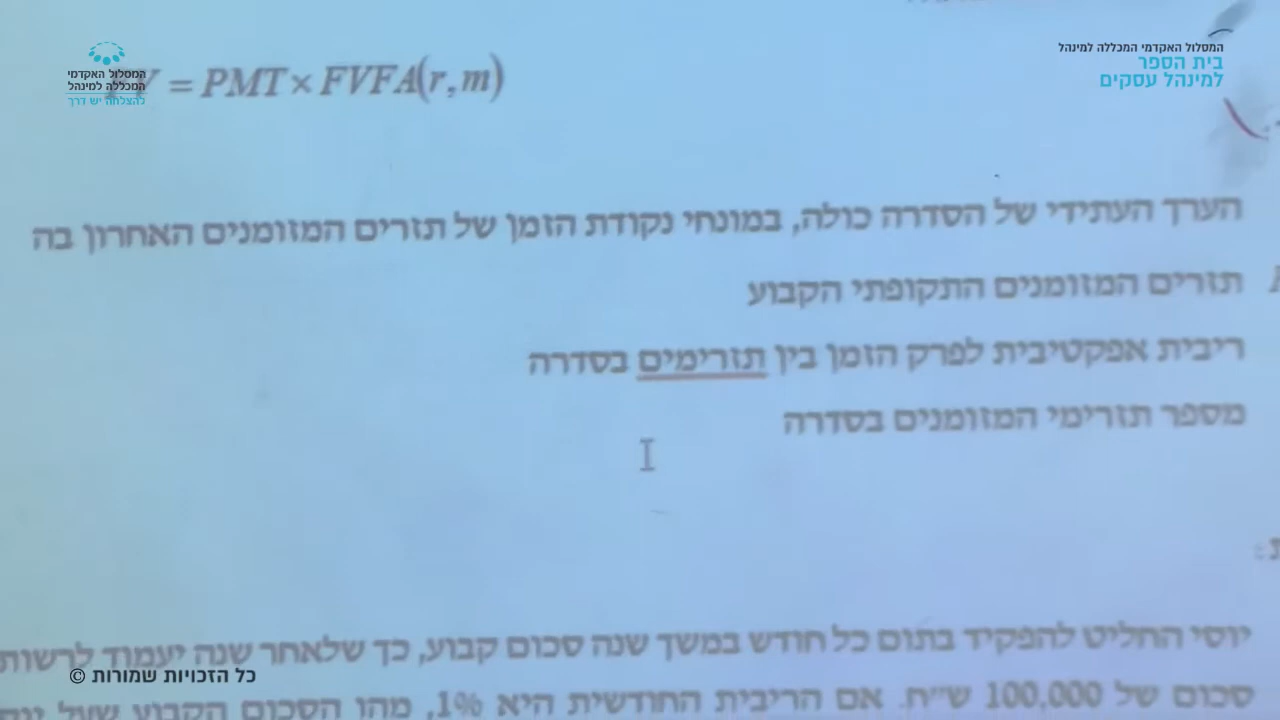 המסלול האקדמי המכללה למינהל
בית הספר
למינהל עסקים
המסלול האקדמי
המכללה למינהל
להצלחה יש דרך
= PMT × FVFA(r,m)
הערך העתידי של הסדרה כולה, במונחי נקודת הזמן של תזרים המזומנים האחרון בה
תזרים המזומנים התקופתי הקבוע
ריבית אפקטיבית לפרק הזמן בין תזרימים בסדרה
מספר תזרימי המזומנים בסדרה
יוסי החליט להפקיד בתום כל חודש במשך שנה סכום קבוע, כך שלאחר שנה יעמוד לרשות
סכום של 100,000 ש״ח. אם הריבית החודשית היא 1%, מהו הסכום הקבוע שעל
כל הזכויות שמורות ©